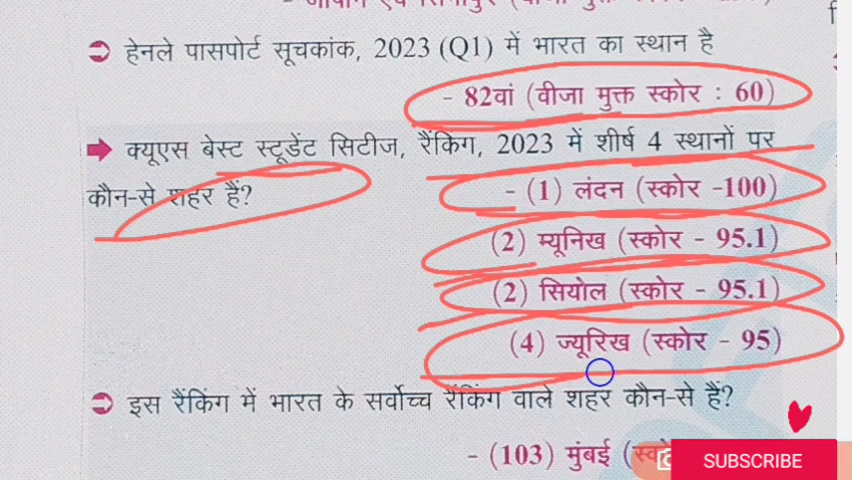 ➲ हेनले पासपोर्ट सूचकांक, 2023 (Q1) में भारत का स्थान है
- 82वां (वीजा मुक्त स्कोर : 60)
➡ क्यूएस बेस्ट स्टूडेंट सिटीज, रैंकिंग, 2023 में शीर्ष 4 स्थानों पर
कौन-से शहर हैं?
- (1) लंदन (स्कोर -100)
(2) म्यूनिख (स्कोर - 95.1)
(2) सियोल (स्कोर - 95.1)
(4) ज्यूरिख (स्कोर - 95)
➲ इस रैंकिंग में भारत के सर्वोच्च रैंकिंग वाले शहर कौन-से हैं?
- (103) मुंबई
SUBSCRIBE